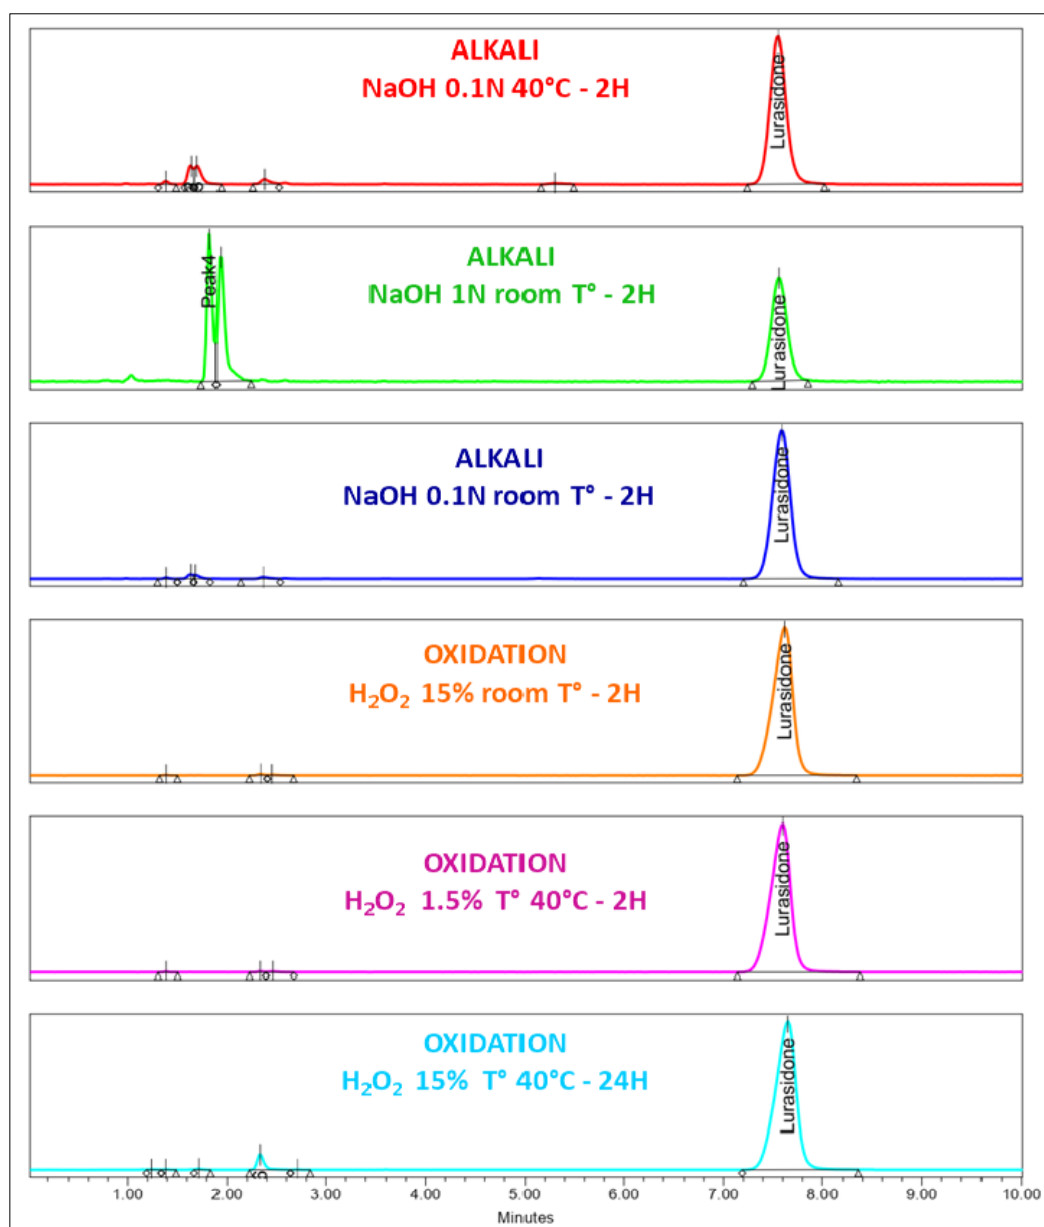 ALKALI
NaOH 0.1N 40°C - 2H
Lurasidone
ALKALI
NaOH 1N room T° - 2H
Peak4
Lurasidone
ALKALI
NaOH 0.1N room T° - 2H
Lurasidone
OXIDATION
H₂O₂ 15% room T° - 2H
Lurasidone
OXIDATION
H₂O₂ 1.5% T° 40°C - 2H
Lurasidone
OXIDATION
H₂O₂ 15% T° 40°C - 24H
Lurasidone
1.00 2.00 3.00 4.00 5.00 6.00 7.00 8.00 9.00 10.00
Minutes